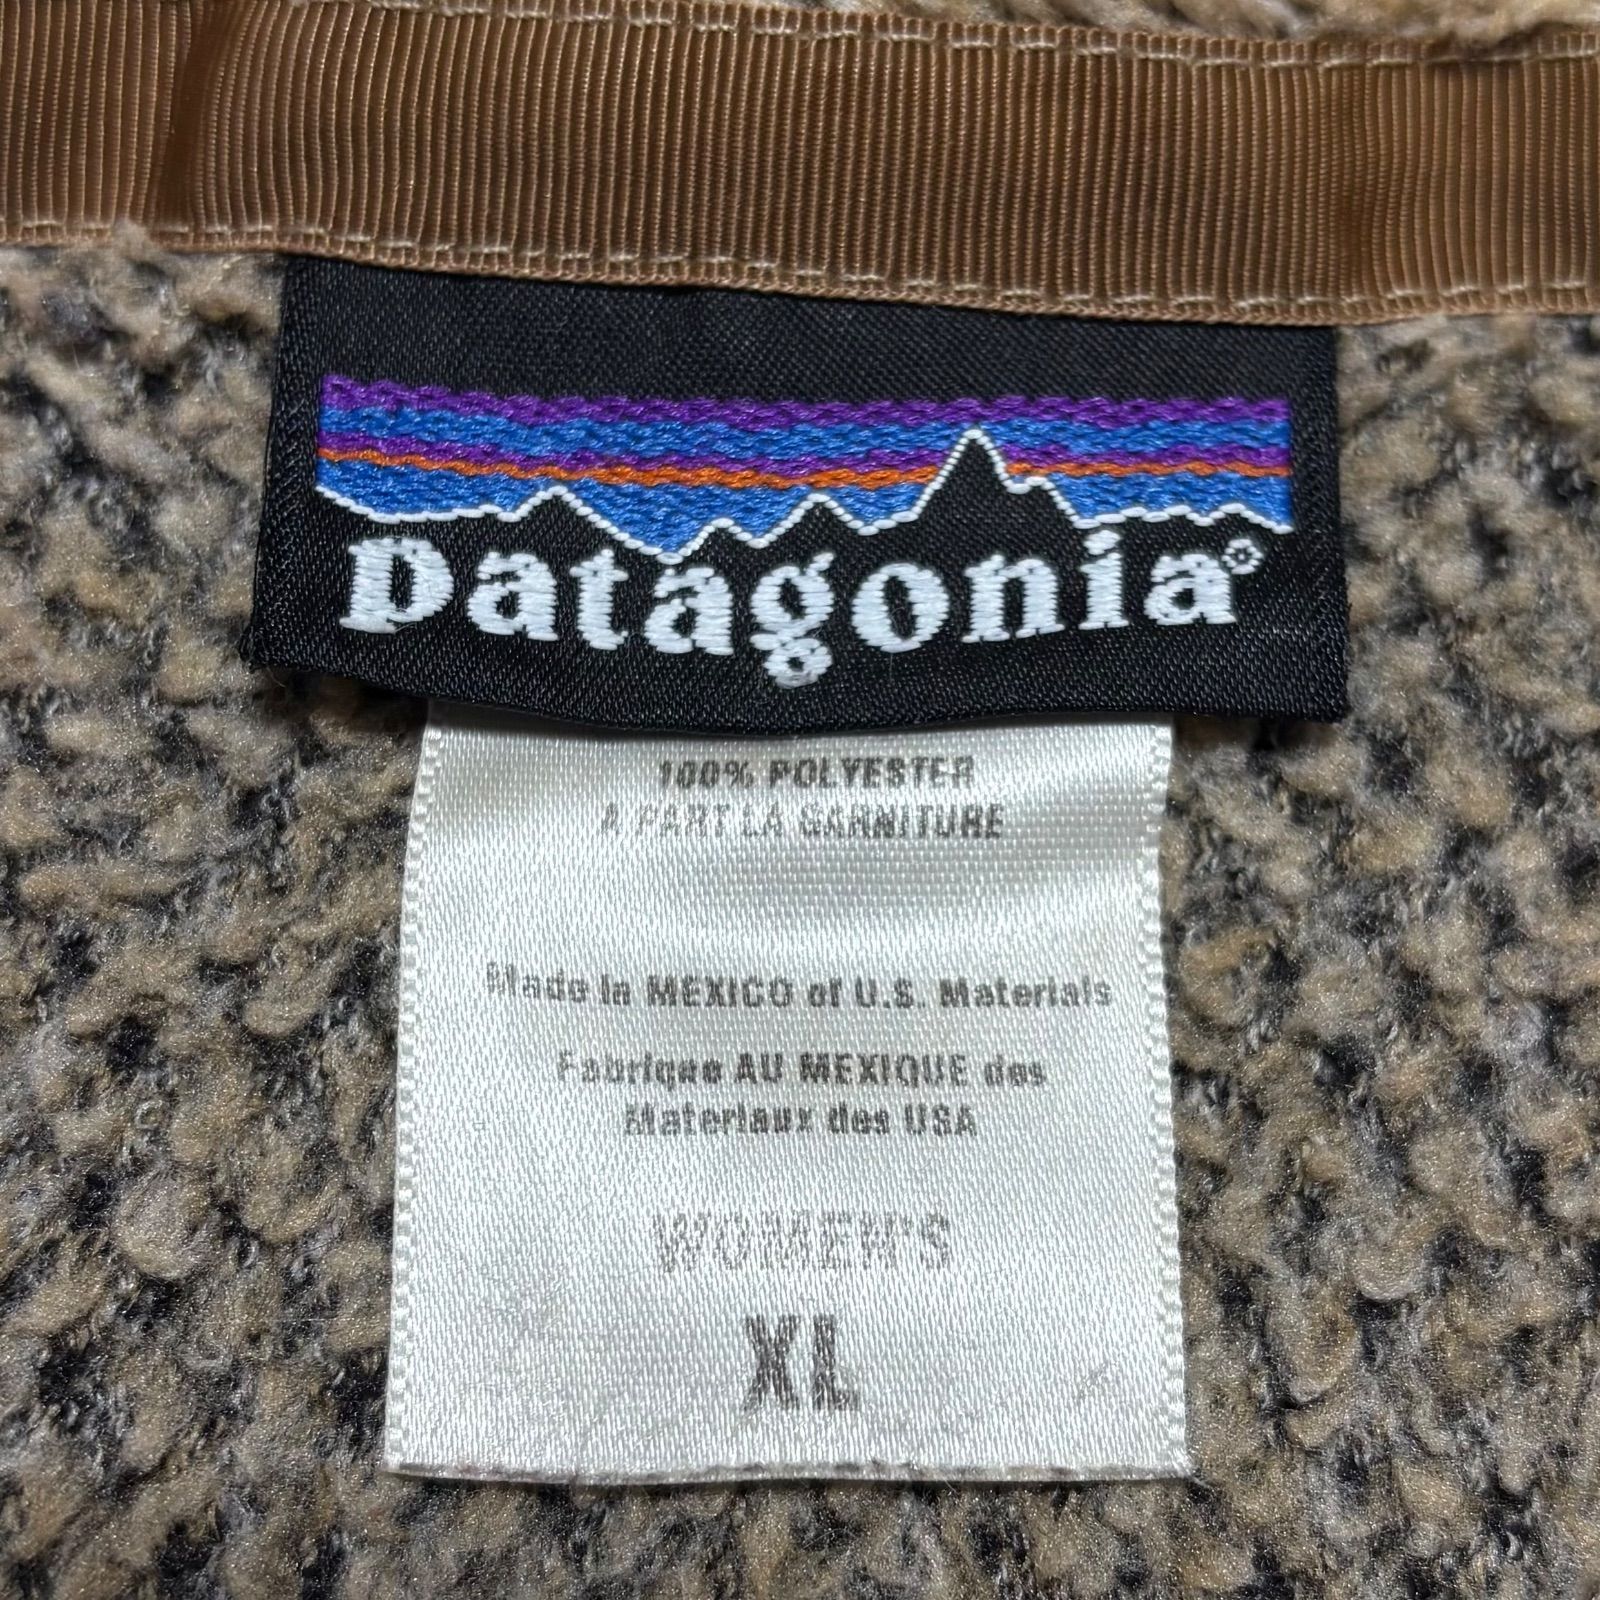 patagonia®
100% POLYESTER
A PART LA GARNITURE
Made in MEXICO of U.S. Materials
Fabrique AU MEXIQUE des
Materiaux des USA
WOMEN'S
XL